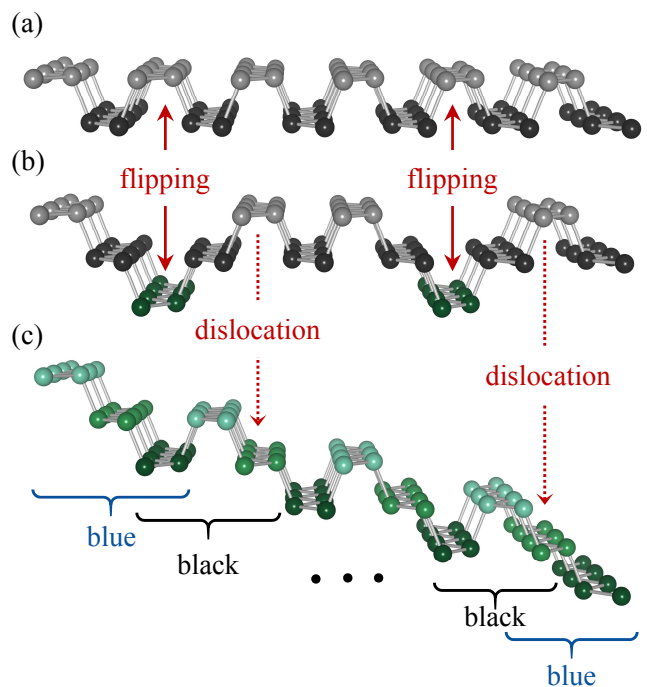 (a)
flipping
flipping
(b)
dislocation
(c)
dislocation
blue
black
• • •
black
blue